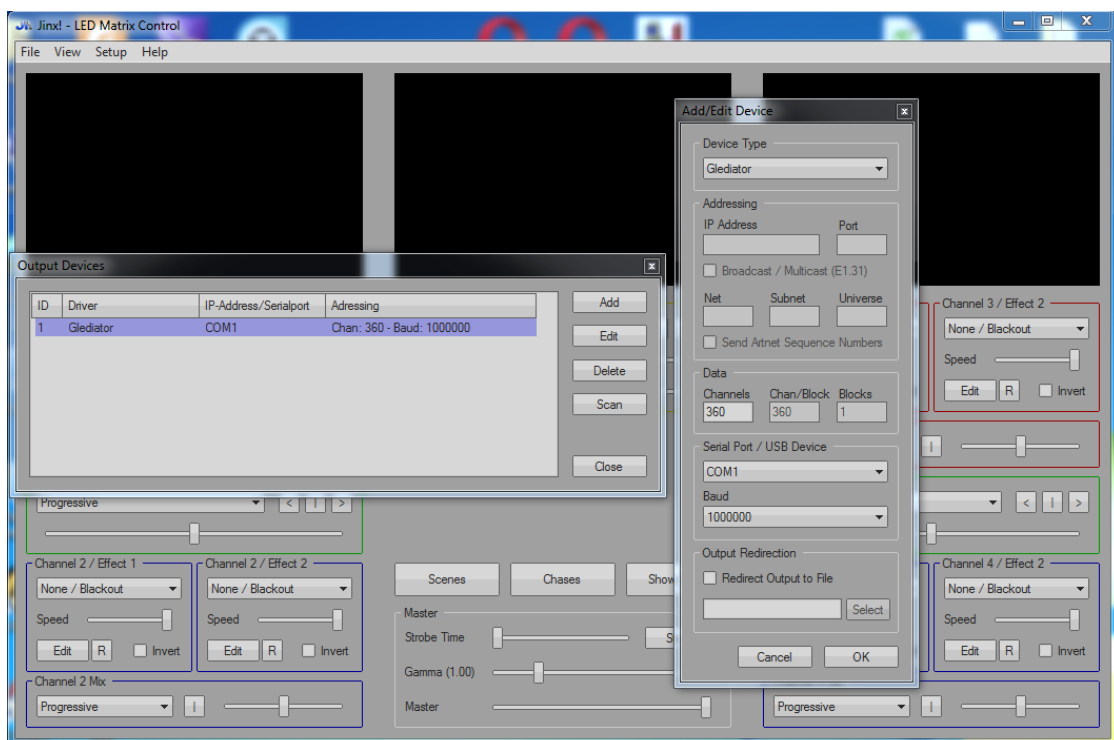 Jinx! - LED Matrix Control
File View Setup Help
Output Devices
ID Driver IP-Address/Serialport Adressing
1 Glediator COM1 Chan: 360 - Baud: 1000000
Add
Edit
Delete
Scan
Close
Add/Edit Device
Device Type
Glediator
Addressing
IP Address Port
Broadcast / Multicast (E1.31)
Net Subnet Universe
Send Artnet Sequence Numbers
Data
Channels Chan/Block Blocks
360 360 1
Serial Port / USB Device
COM1
Baud
1000000
Output Redirection
Redirect Output to File
Select
Cancel OK
Channel 3 / Effect 2
None / Blackout
Speed
Edit R Invert
|
< | >
Progressive < | >
Channel 2 / Effect 1
None / Blackout
Speed
Edit R Invert
Channel 2 / Effect 2
None / Blackout
Speed
Edit R Invert
Channel 2 Mix
Progressive |
Scenes Chases Show
Master
Strobe Time S
Gamma (1.00)
Master
Channel 4 / Effect 2
None / Blackout
Speed
Edit R Invert
Progressive |